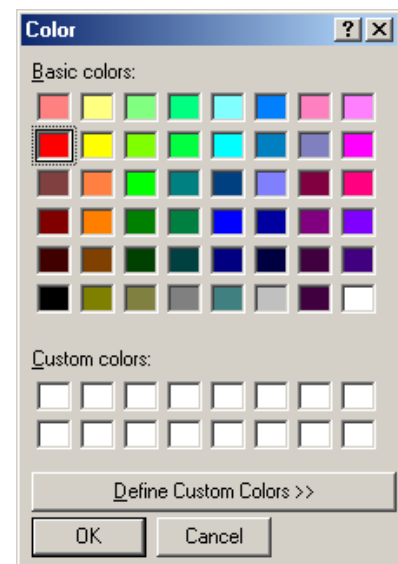 Color ? ×
Basic colors:
Custom colors:
Define Custom Colors >>
OK Cancel